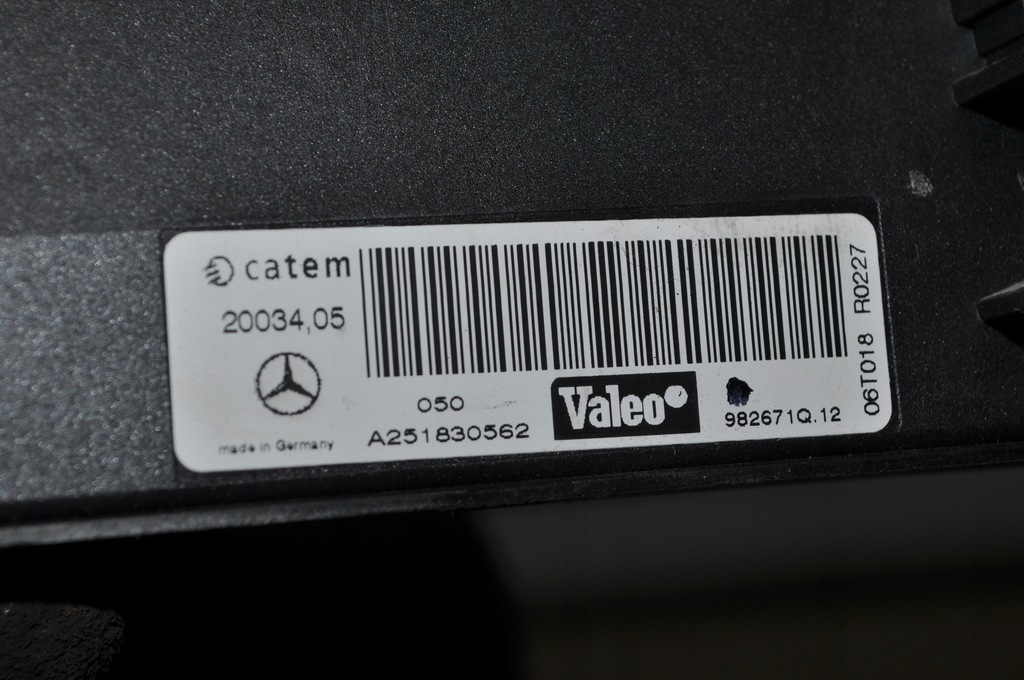 catem
20034,05
made in Germany
050
A251830562
Valeo
982671Q.12
06T018 R0227